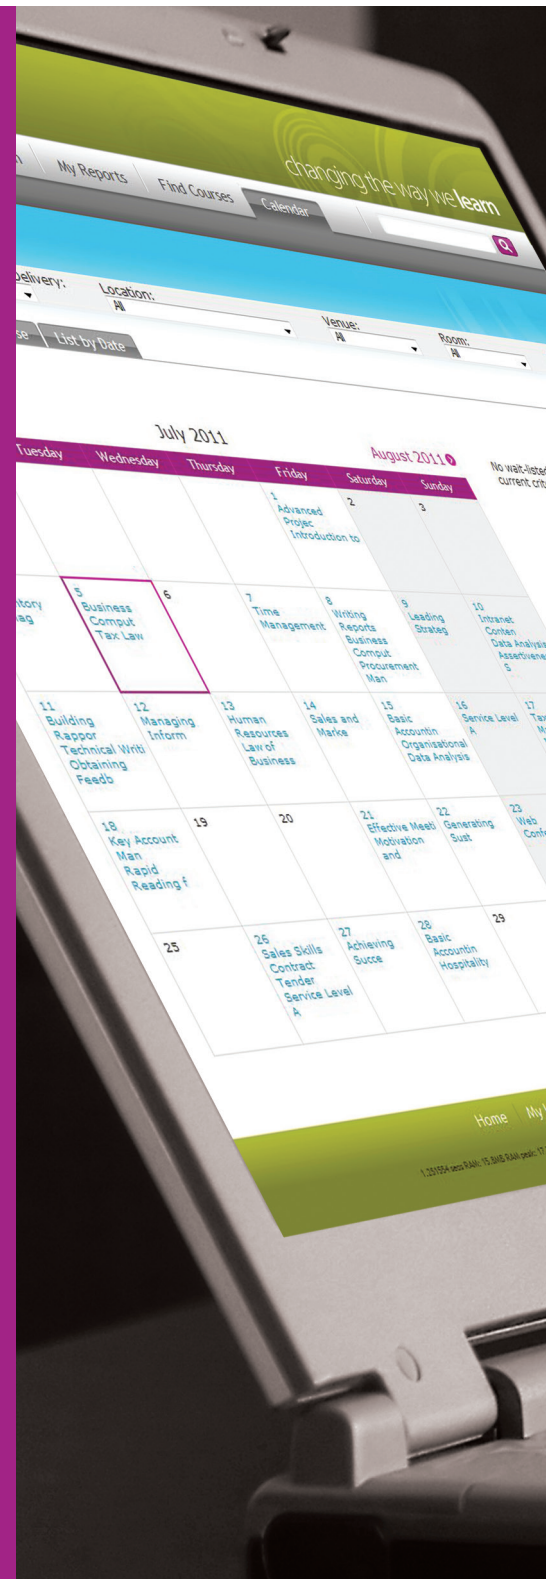 changing the way we learn
My Reports Find Courses Calendar
Delivery: Location: Venue: Room:
All All All
List by Date
July 2011
August 2011
No wait-listed
current crit
Tuesday Wednesday Thursday Friday Saturday Sunday
1
Advanced
Projec
Introduction to
2
3
5
Business
Comput
Tax Law
6
7
Time
Management
8
Writing
Reports
Business
Comput
Procurement
Man
9
Leading
Strateg
10
Intranet
Conten
Data Analysis
Assertivenes
S
11
Building
Rappor
Technical Writi
Obtaining
Feedb
12
Managing
Inform
13
Human
Resources
Law of
Business
14
Sales and
Marke
15
Basic
Accountin
Organisational
Data Analysis
16
Service Level
A
17
Tax
18
Key Account
Man
Rapid
Reading f
19
20
21
Effective Meeti
Motivation
and
22
Generating
Sust
23
Web
Confe
25
26
Sales Skills
Contract
Tender
Service Level
A
27
Achieving
Succe
28
Basic
Accountin
Hospitality
29
Home My